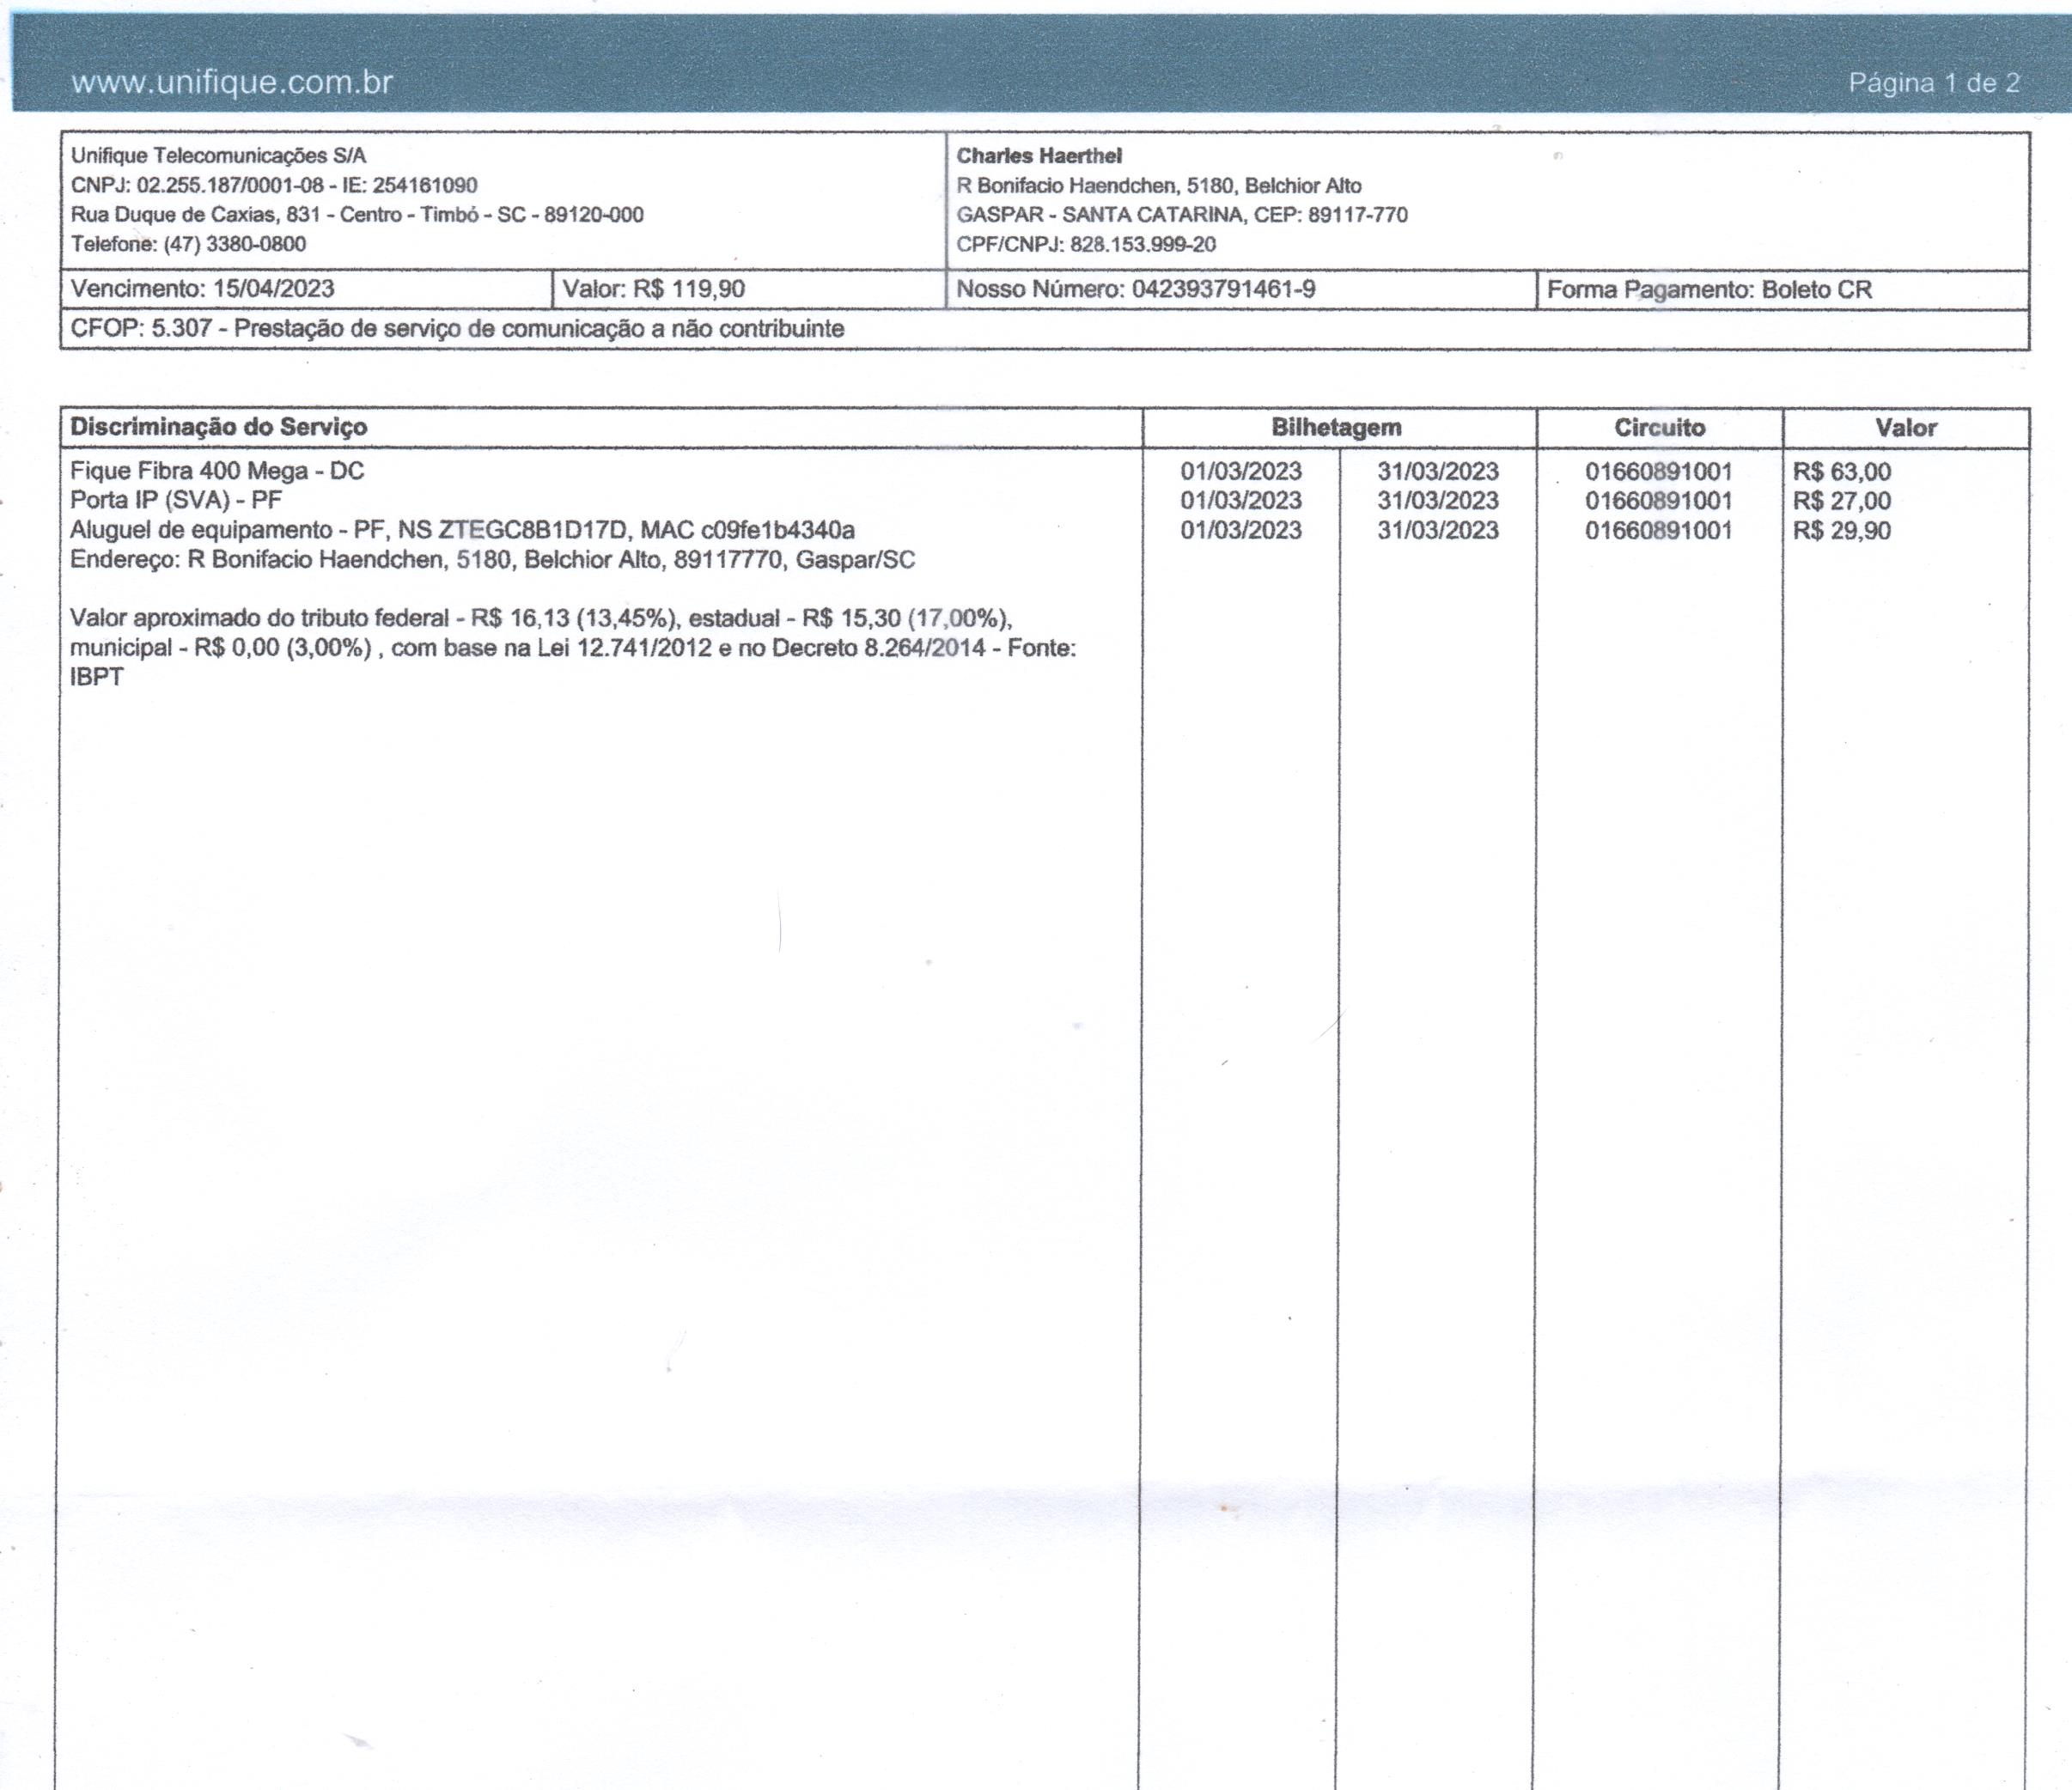 www.unifique.com.br
Página 1 de 2
Unifique Telecomunicações S/A
CNPJ: 02.255.187/0001-08 - IE: 254161090
Rua Duque de Caxias, 831 - Centro - Timbó - SC - 89120-000
Telefone: (47) 3380-0800
Charles Haerthel
R Bonifacio Haendchen, 5180, Belchior Alto
GASPAR - SANTA CATARINA, CEP: 89117-770
CPF/CNPJ: 828.153.999-20
Vencimento: 15/04/2023
Valor: R$ 119,90
Nosso Número: 042393791461-9
Forma Pagamento: Boleto CR
CFOP: 5.307 - Prestação de serviço de comunicação a não contribuinte
Discriminação do Serviço Bilhetagem Circuito Valor
Fique Fibra 400 Mega - DC 01/03/2023 31/03/2023 01660891001 R$ 63,00
Porta IP (SVA) - PF 01/03/2023 31/03/2023 01660891001 R$ 27,00
Aluguel de equipamento - PF, NS ZTEGC8B1D17D, MAC c09fe1b4340a 01/03/2023 31/03/2023 01660891001 R$ 29,90
Endereço: R Bonifacio Haendchen, 5180, Belchior Alto, 89117770, Gaspar/SC
Valor aproximado do tributo federal - R$ 16,13 (13,45%), estadual - R$ 15,30 (17,00%),
municipal - R$ 0,00 (3,00%) , com base na Lei 12.741/2012 e no Decreto 8.264/2014 - Fonte:
IBPT